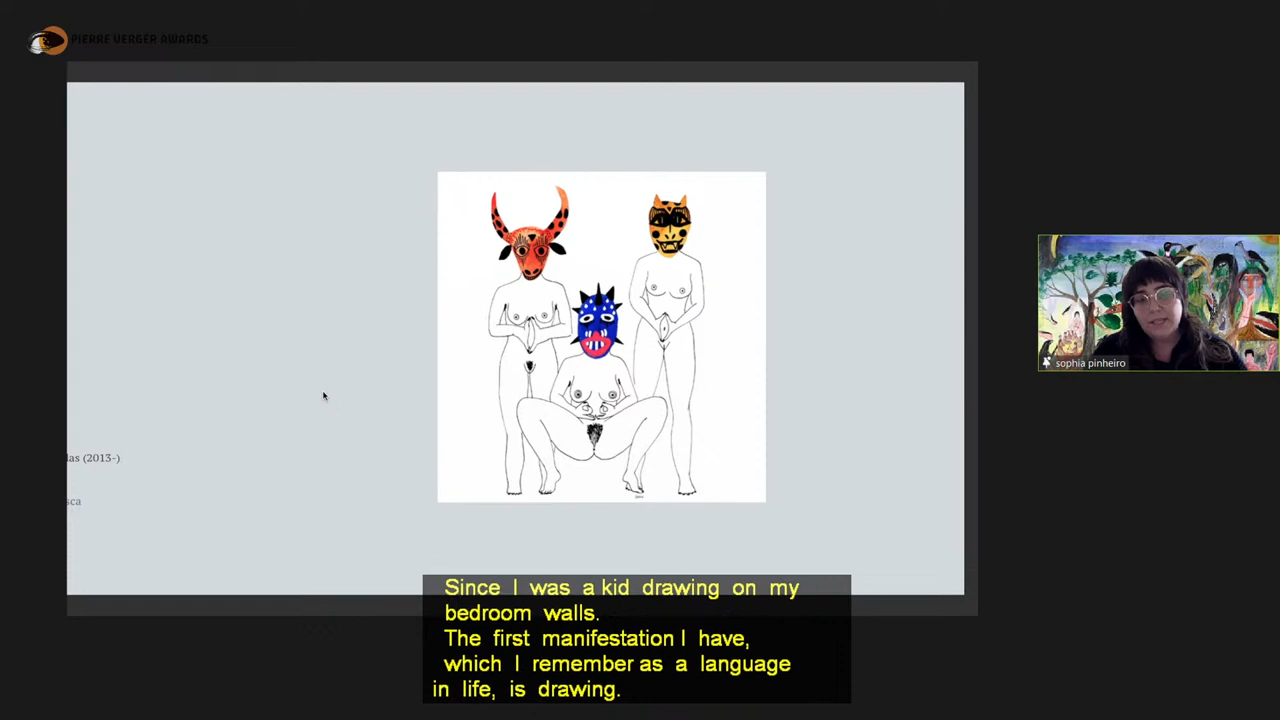 PIERRE VERGER AWARDS
las (2013-)
sca
sophia pinheiro
Since I was a kid drawing on my
bedroom walls.
The first manifestation I have,
which I remember as a language
in life, is drawing.